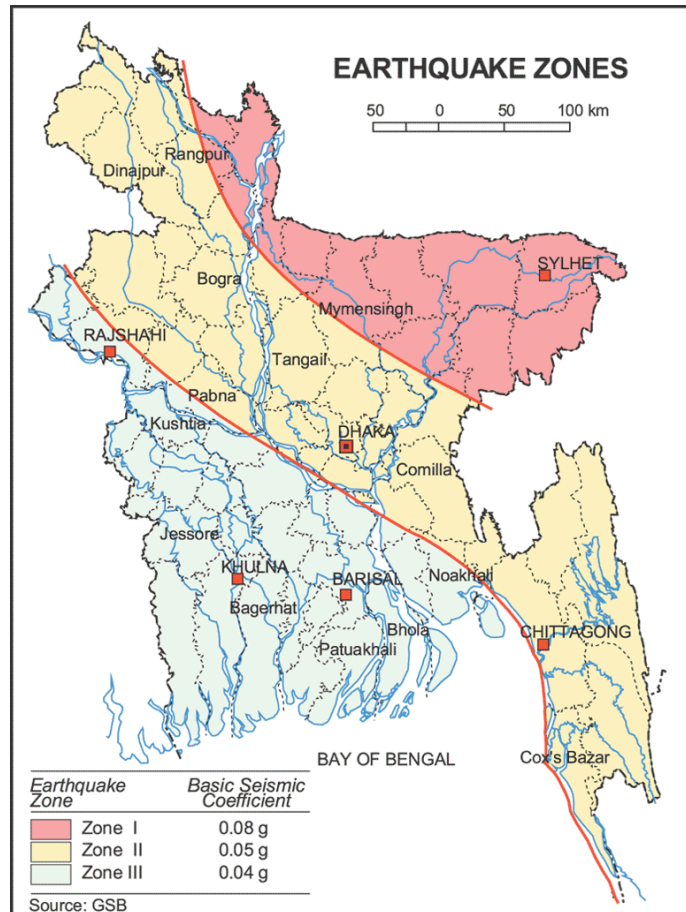 EARTHQUAKE ZONES
50 0 50 100 km
Rangpur
Dinajpur
SYLHET
Bogra
Mymensingh
RAJSHAHI
Tangail
Pabna
Kushtia
DHAKA
Comilla
Jessore
KHULNA
BARISAL
Noakhali
Bagerhat
Bhola
CHITTAGONG
Patuakhali
BAY OF BENGAL
Cox's Bazar
Earthquake Basic Seismic
Zone Coefficient
Zone I 0.08 g
Zone II 0.05 g
Zone III 0.04 g
Source: GSB